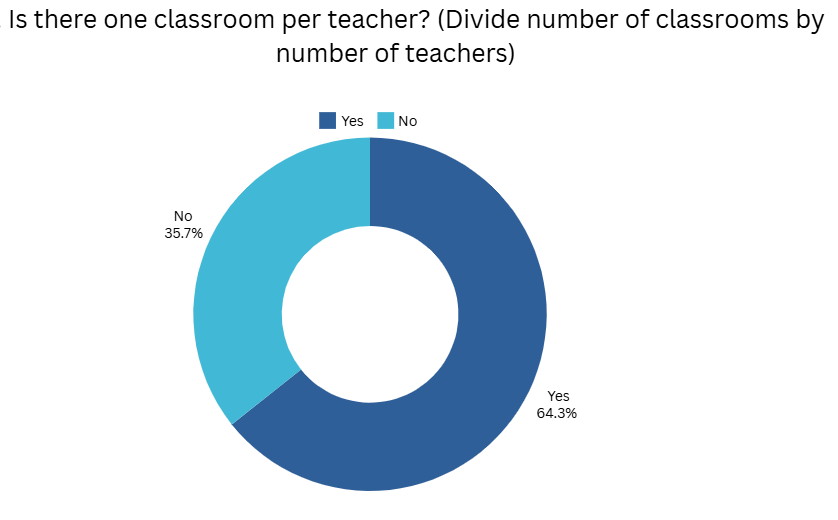 . Is there one classroom per teacher? (Divide number of classrooms by
number of teachers)
Yes No
No
35.7%
Yes
64.3%